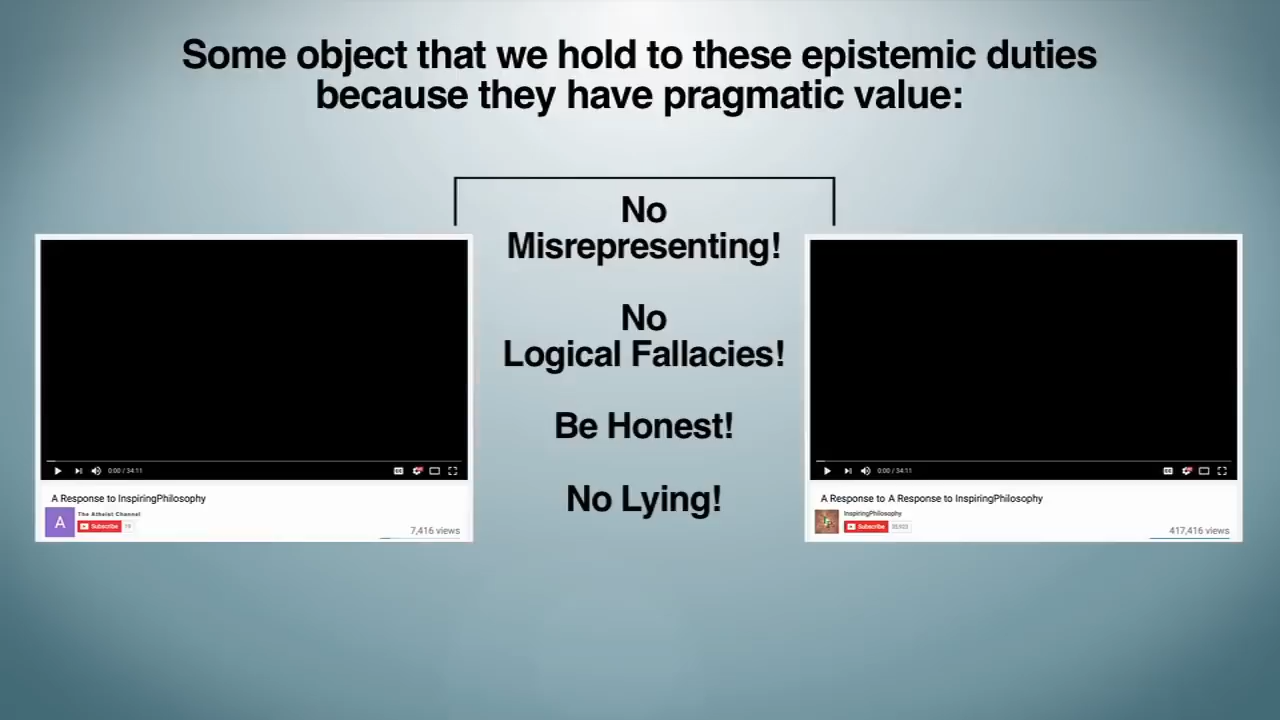 Some object that we hold to these epistemic duties
because they have pragmatic value:
No
Misrepresenting!
No
Logical Fallacies!
Be Honest!
No Lying!
0:00 / 34:11
A Response to InspiringPhilosophy
A
The Atheist Channel
Subscribe
7,416 views
0:00 / 34:11
A Response to A Response to InspiringPhilosophy
InspiringPhilosophy
Subscribe
417,416 views